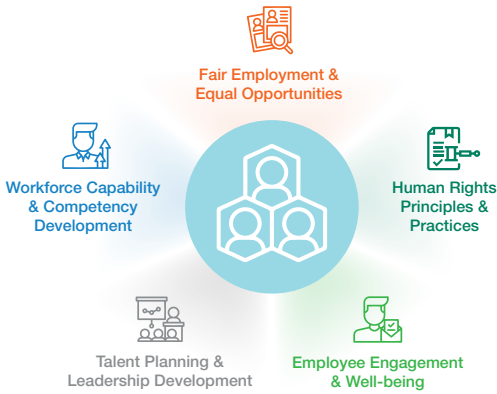 Fair Employment &
Equal Opportunities
Workforce Capability
& Competency
Development
Human Rights
Principles &
Practices
Talent Planning &
Leadership Development
Employee Engagement
& Well-being